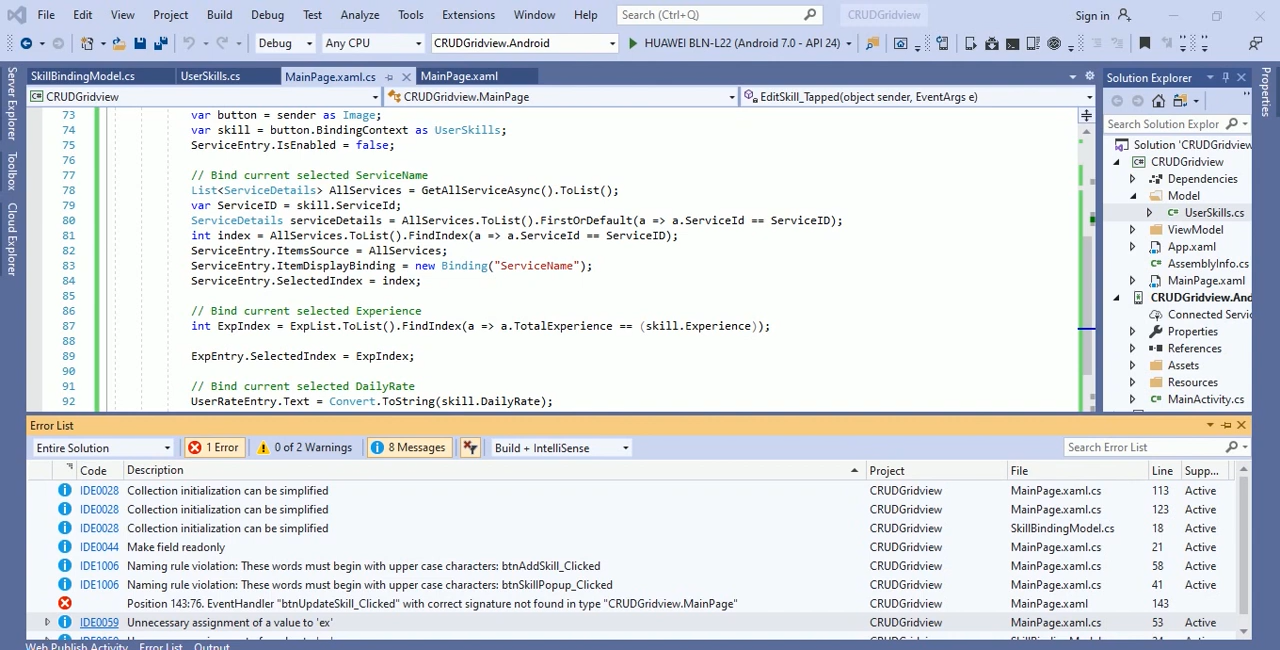 File Edit View Project Build Debug Test Analyze Tools Extensions Window Help Search (Ctrl+Q) CRUDGridview Sign in
Debug Any CPU CRUDGridview.Android HUAWEI BLN-L22 (Android 7.0 - API 24)
SkillBindingModel.cs UserSkills.cs MainPage.xaml.cs MainPage.xaml Solution Explorer
CRUDGridview CRUDGridview.MainPage EditSkill_Tapped(object sender, EventArgs e)
Server Explorer
Toolbox
Cloud Explorer
73 var button = sender as Image;
74 var skill = button.BindingContext as UserSkills;
75 ServiceEntry.IsEnabled = false;
76
77 // Bind current selected ServiceName
78 List<ServiceDetails> AllServices = GetAllServiceAsync().ToList();
79 var ServiceID = skill.ServiceId;
80 ServiceDetails serviceDetails = AllServices.ToList().FirstOrDefault(a => a.ServiceId == ServiceID);
81 int index = AllServices.ToList().FindIndex(a => a.ServiceId == ServiceID);
82 ServiceEntry.ItemsSource = AllServices;
83 ServiceEntry.ItemDisplayBinding = new Binding("ServiceName");
84 ServiceEntry.SelectedIndex = index;
85
86 // Bind current selected Experience
87 int ExpIndex = ExpList.ToList().FindIndex(a => a.TotalExperience == (skill.Experience));
88
89 ExpEntry.SelectedIndex = ExpIndex;
90
91 // Bind current selected DailyRate
92 UserRateEntry.Text = Convert.ToString(skill.DailyRate);
Search Solution Explor
Solution 'CRUDGridview
CRUDGridview
Dependencies
Model
UserSkills.cs
ViewModel
App.xaml
AssemblyInfo.cs
MainPage.xaml
CRUDGridview.And
Connected Servic
Properties
References
Assets
Resources
MainActivity.cs
Properties
Error List
Entire Solution 1 Error 0 of 2 Warnings 8 Messages Build + IntelliSense Search Error List
Code Description Project File Line Supp...
IDE0028 Collection initialization can be simplified CRUDGridview MainPage.xaml.cs 113 Active
IDE0028 Collection initialization can be simplified CRUDGridview MainPage.xaml.cs 123 Active
IDE0028 Collection initialization can be simplified CRUDGridview SkillBindingModel.cs 18 Active
IDE0044 Make field readonly CRUDGridview MainPage.xaml.cs 21 Active
IDE1006 Naming rule violation: These words must begin with upper case characters: btnAddSkill_Clicked CRUDGridview MainPage.xaml.cs 58 Active
IDE1006 Naming rule violation: These words must begin with upper case characters: btnSkillPopup_Clicked CRUDGridview MainPage.xaml.cs 41 Active
Position 143:76. EventHandler "btnUpdateSkill_Clicked" with correct signature not found in type "CRUDGridview.MainPage" CRUDGridview MainPage.xaml 143
IDE0059 Unnecessary assignment of a value to 'ex' CRUDGridview MainPage.xaml.cs 53 Active
Web Publish Activity Error List Output